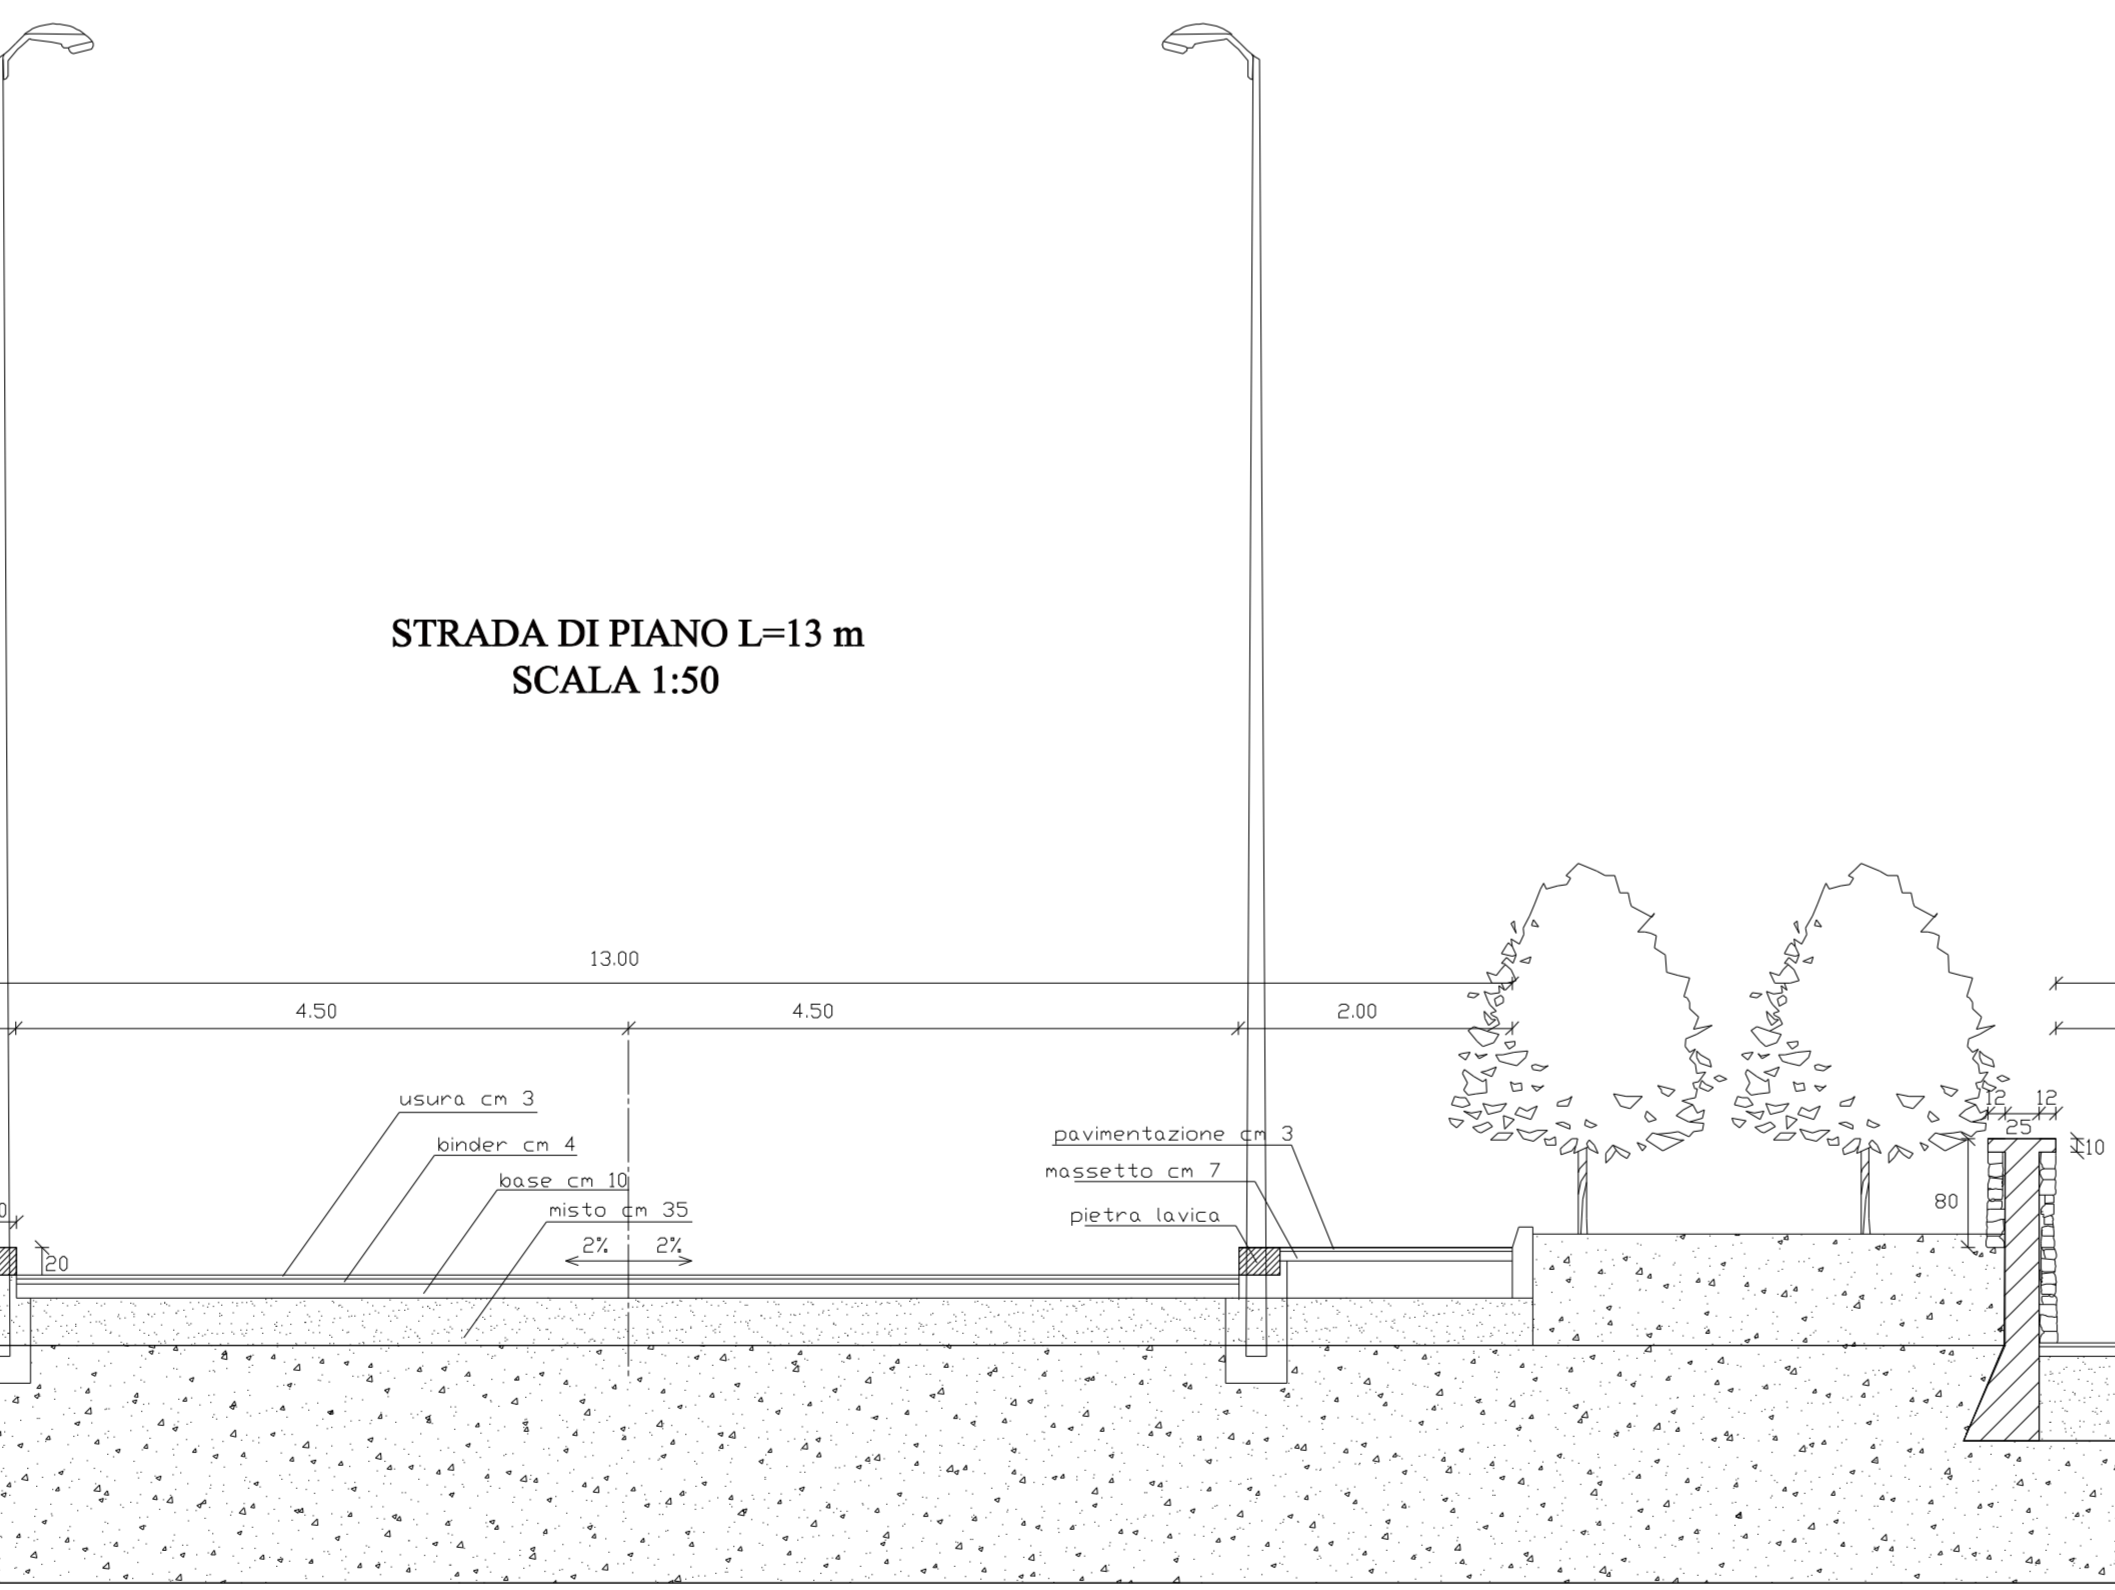 STRADA DI PIANO L=13 m
SCALA 1:50
13.00
4.50
4.50
2.00
usura cm 3
binder cm 4
base cm 10
misto cm 35
2%
2%
20
pavimentazione cm 3
massetto cm 7
pietra lavica
12
12
25
10
80